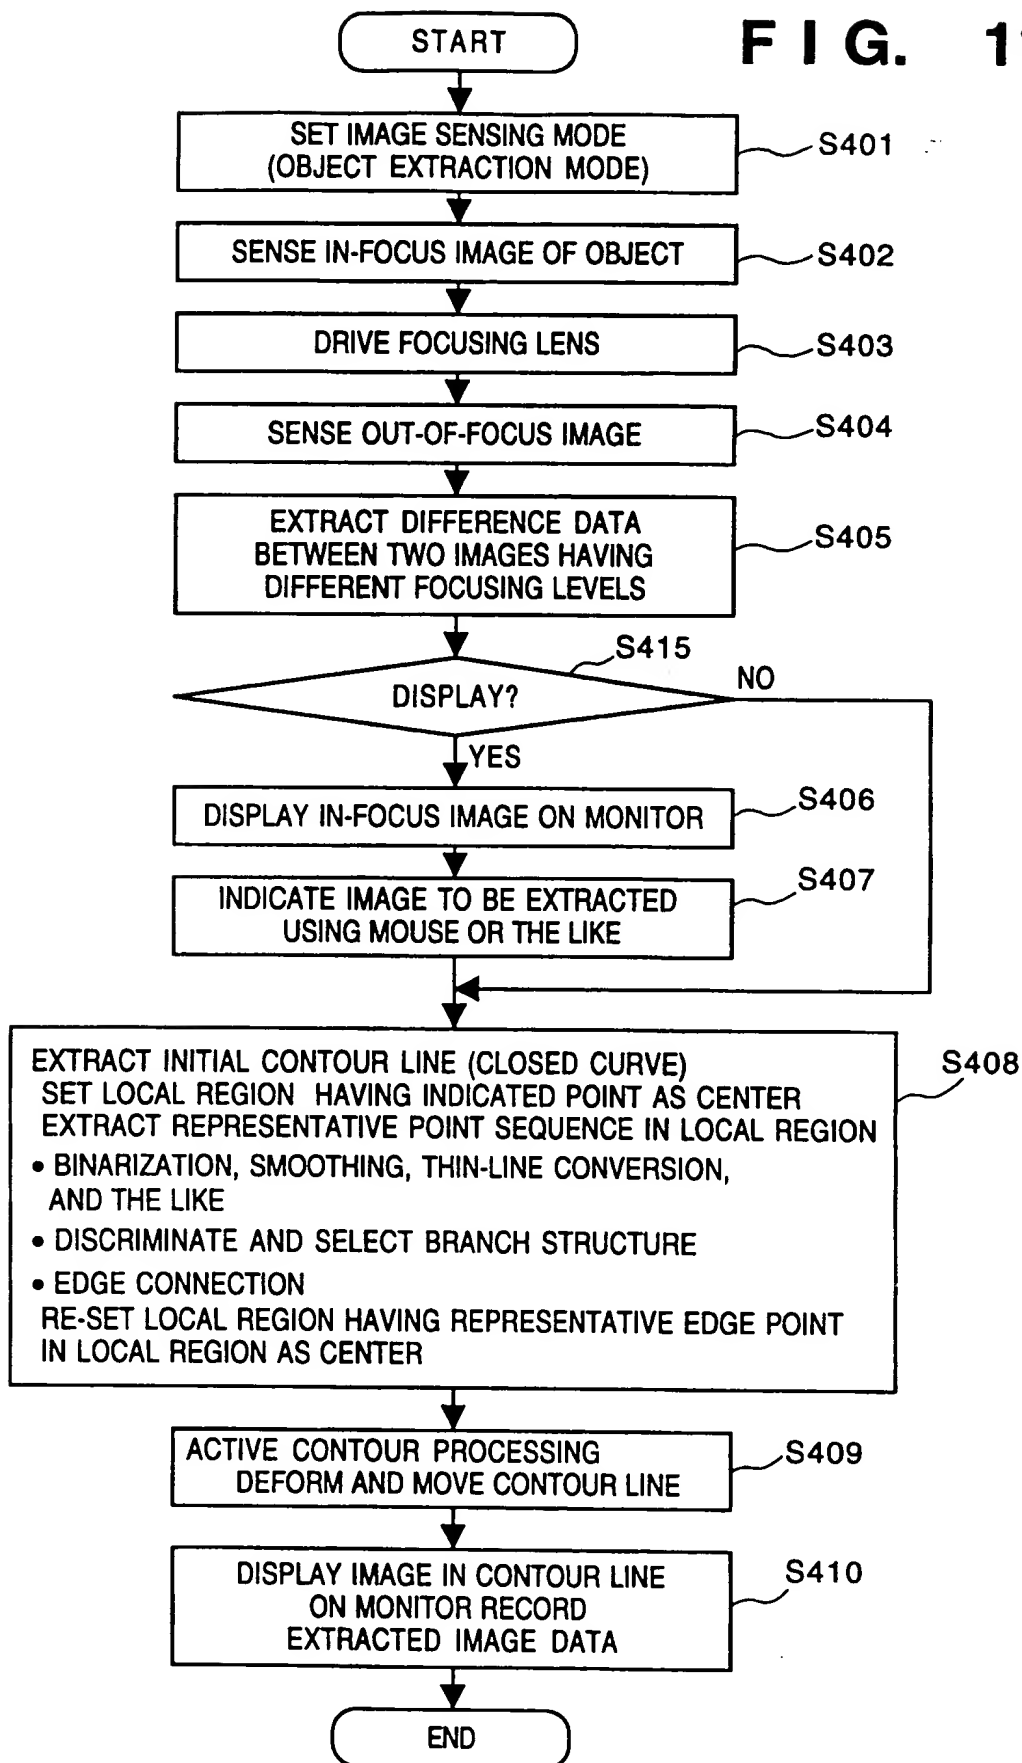 START
FIG. 1
SET IMAGE SENSING MODE
(OBJECT EXTRACTION MODE)
S401
SENSE IN-FOCUS IMAGE OF OBJECT
S402
DRIVE FOCUSING LENS
S403
SENSE OUT-OF-FOCUS IMAGE
S404
EXTRACT DIFFERENCE DATA
BETWEEN TWO IMAGES HAVING
DIFFERENT FOCUSING LEVELS
S405
S415
DISPLAY?
NO
YES
DISPLAY IN-FOCUS IMAGE ON MONITOR
S406
INDICATE IMAGE TO BE EXTRACTED
USING MOUSE OR THE LIKE
S407
EXTRACT INITIAL CONTOUR LINE (CLOSED CURVE)
SET LOCAL REGION HAVING INDICATED POINT AS CENTER
EXTRACT REPRESENTATIVE POINT SEQUENCE IN LOCAL REGION
• BINARIZATION, SMOOTHING, THIN-LINE CONVERSION,
AND THE LIKE
• DISCRIMINATE AND SELECT BRANCH STRUCTURE
• EDGE CONNECTION
RE-SET LOCAL REGION HAVING REPRESENTATIVE EDGE POINT
IN LOCAL REGION AS CENTER
S408
ACTIVE CONTOUR PROCESSING
DEFORM AND MOVE CONTOUR LINE
S409
DISPLAY IMAGE IN CONTOUR LINE
ON MONITOR RECORD
EXTRACTED IMAGE DATA
S410
END